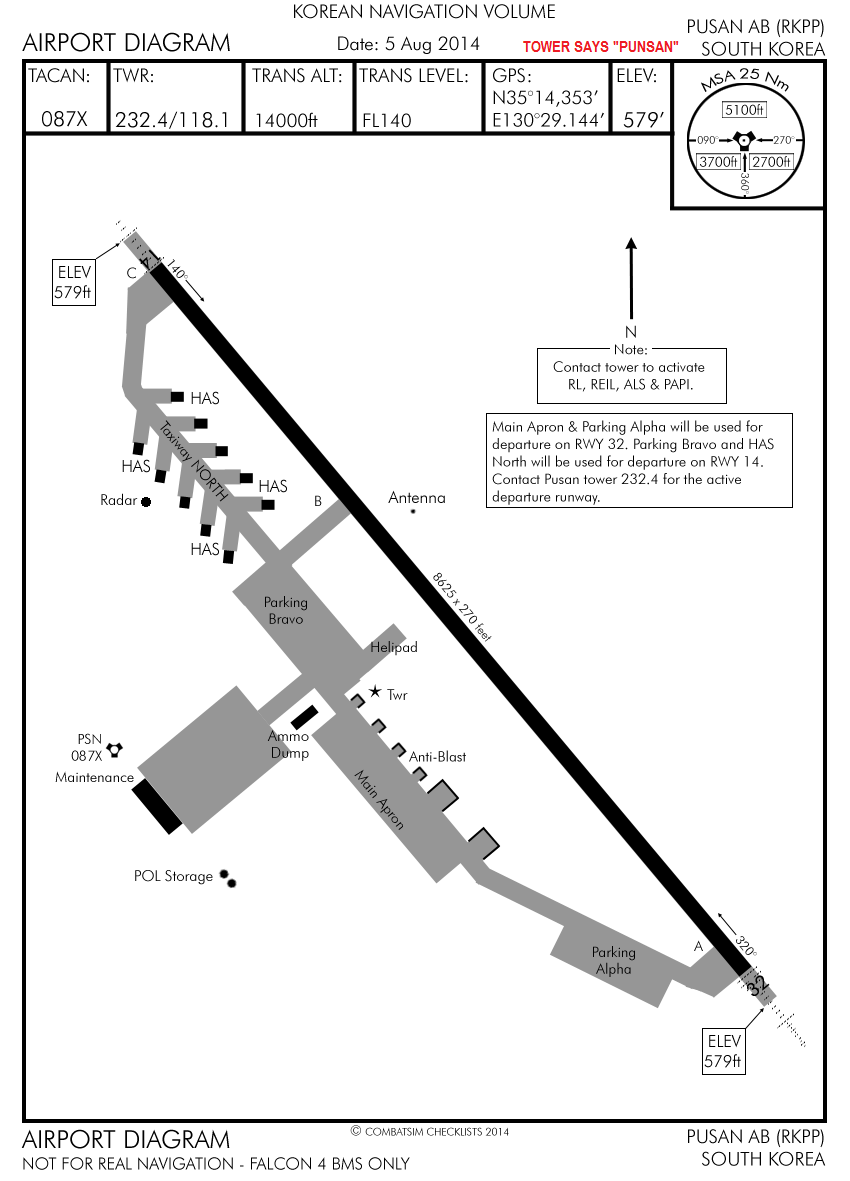 KOREAN NAVIGATION VOLUME
AIRPORT DIAGRAM
Date: 5 Aug 2014
TOWER SAYS "PUNSAN"
PUSAN AB (RKPP)
SOUTH KOREA
TACAN:
087X
TWR:
232.4/118.1
TRANS ALT:
14000ft
TRANS LEVEL:
FL140
GPS:
N35°14,353’
E130°29.144’
ELEV:
579’
MSA 25 Nm
5100ft
090°
270°
3700ft
2700ft
360°
ELEV
579ft
C
14
140°
N
Note:
Contact tower to activate
RL, REIL, ALS & PAPI.
Main Apron & Parking Alpha will be used for
departure on RWY 32. Parking Bravo and HAS
North will be used for departure on RWY 14.
Contact Pusan tower 232.4 for the active
departure runway.
HAS
Taxiway NORTH
HAS
HAS
Radar
B
Antenna
HAS
8625 x 270 feet
Parking
Bravo
Helipad
Twr
PSN
087X
Ammo
Dump
Maintenance
Anti-Blast
Main Apron
POL Storage
A
320°
Parking
Alpha
32
ELEV
579ft
AIRPORT DIAGRAM
NOT FOR REAL NAVIGATION - FALCON 4 BMS ONLY
© COMBATSIM CHECKLISTS 2014
PUSAN AB (RKPP)
SOUTH KOREA